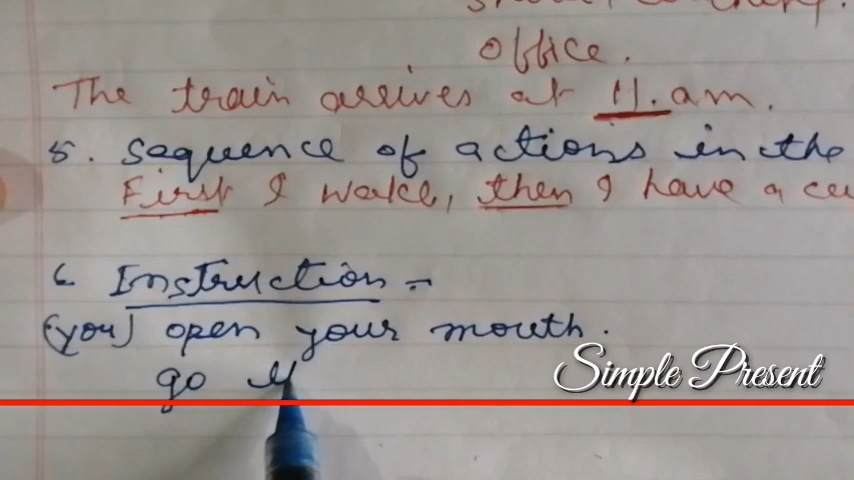 office.
The train arrives at 11.am.
5. Sequence of actions in the
First I wake, then I have a cu
6 Instruction -
(you) open your mouth.
go
Simple Present